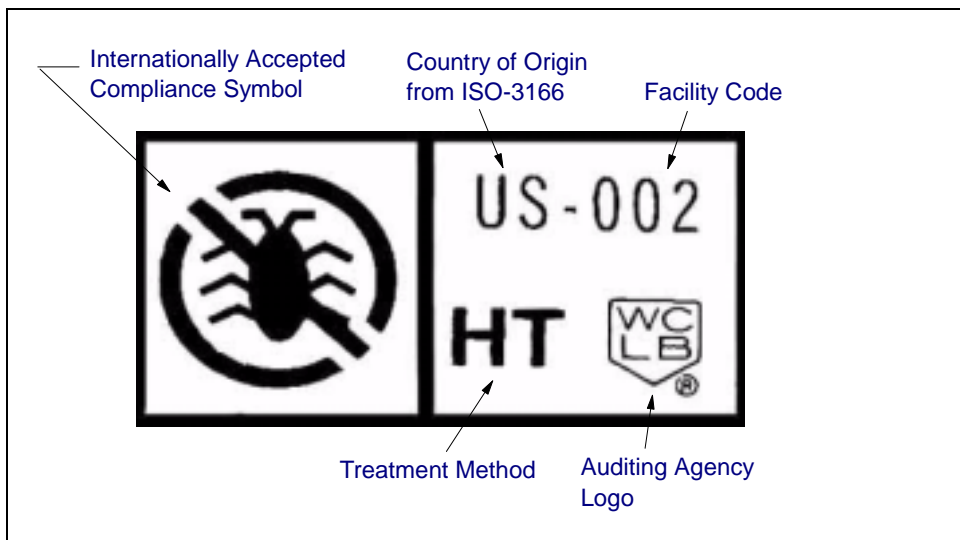 Internationally Accepted
Compliance Symbol
Country of Origin
from ISO-3166
Facility Code
US-002
HT
WC
LB
®
Treatment Method
Auditing Agency
Logo